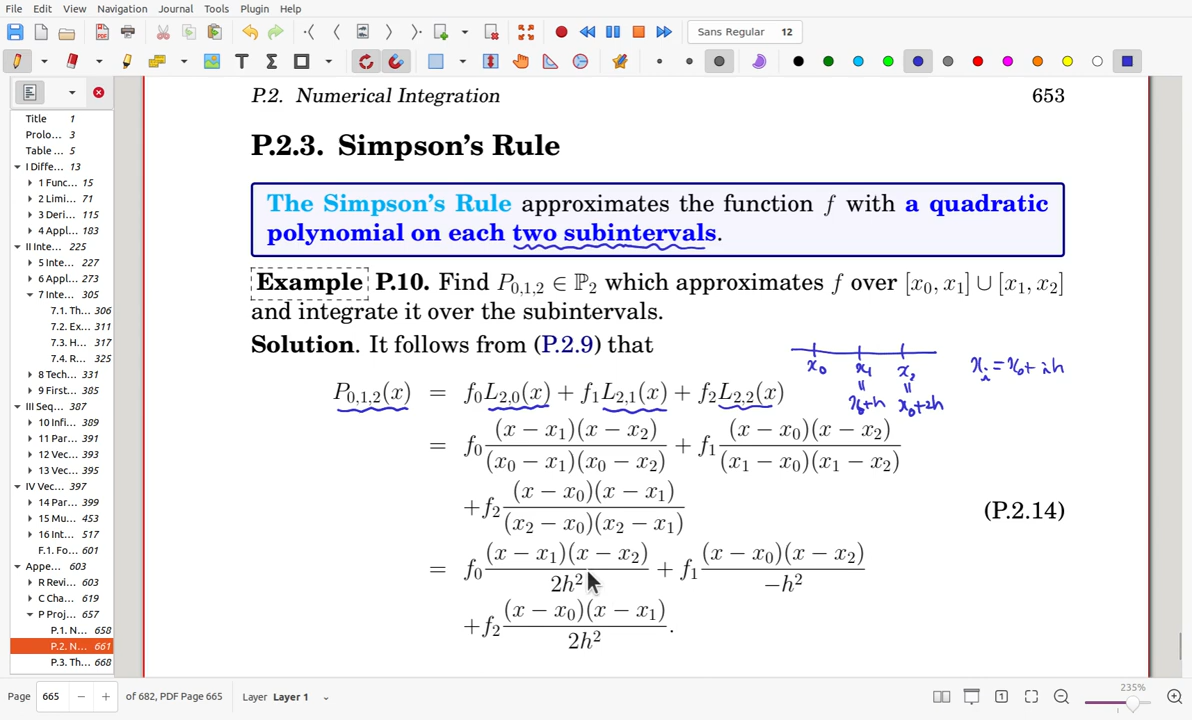 File Edit View Navigation Journal Tools Plugin Help
Sans Regular 12
P.2. Numerical Integration 653
P.2.3. Simpson's Rule
The Simpson's Rule approximates the function f with a quadratic
polynomial on each two subintervals.
Example P.10. Find P₀,₁,₂ ∈ ℙ₂ which approximates f over [x₀, x₁] ∪ [x₁, x₂]
and integrate it over the subintervals.
Solution. It follows from (P.2.9) that
x₀ x₁ x₂
॥ ॥
x₀+h x₀+2h
xᵢ = x₀ + ih
P₀,₁,₂(x) = f₀L₂,₀(x) + f₁L₂,₁(x) + f₂L₂,₂(x)
= f₀ (x − x₁)(x − x₂) / (x₀ − x₁)(x₀ − x₂) + f₁ (x − x₀)(x − x₂) / (x₁ − x₀)(x₁ − x₂)
+f₂ (x − x₀)(x − x₁) / (x₂ − x₀)(x₂ − x₁) (P.2.14)
= f₀ (x − x₁)(x − x₂) / 2h² + f₁ (x − x₀)(x − x₂) / −h²
+f₂ (x − x₀)(x − x₁) / 2h² .
Title 1
Prolo... 3
Table ... 5
I Diffe... 13
1 Func... 15
2 Limi... 71
3 Deri... 115
4 Appl... 183
II Inte... 225
5 Inte... 227
6 Appl... 273
7 Inte... 305
7.1. Th... 306
7.2. Ex... 311
7.3. H... 317
7.4. R... 325
8 Tech... 331
9 First... 385
III Seq... 387
10 Infi... 389
11 Par... 391
12 Vec... 393
13 Vec... 395
IV Vec... 397
14 Par... 399
15 Mu... 453
16 Int... 517
F.1. Fo... 601
Appe... 603
R Revi... 603
C Cha... 619
P Proj... 657
P.1. N... 658
P.2. N... 661
P.3. Th... 668
Page 665 − + of 682, PDF Page 665 Layer Layer 1 235%